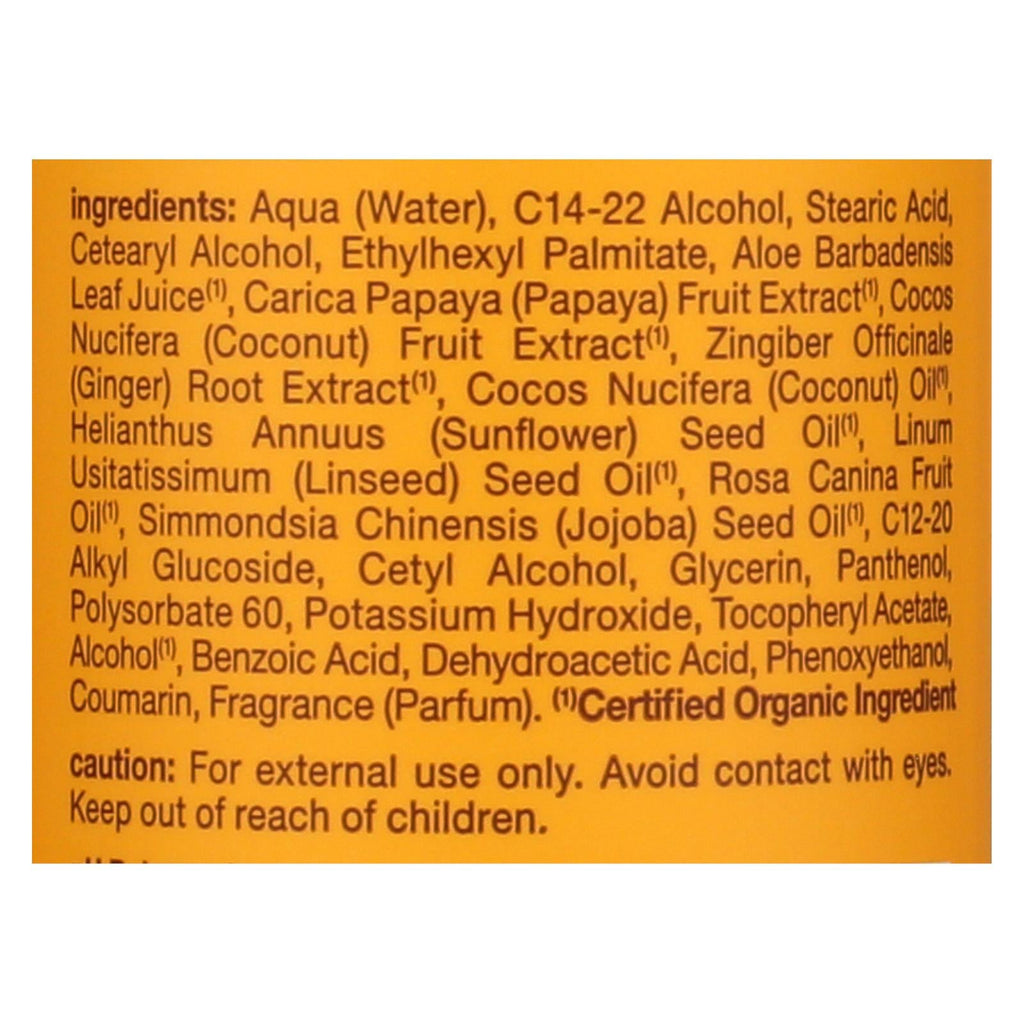 ingredients: Aqua (Water), C14-22 Alcohol, Stearic Acid,
Cetearyl Alcohol, Ethylhexyl Palmitate, Aloe Barbadensis
Leaf Juice⁽¹⁾, Carica Papaya (Papaya) Fruit Extract⁽¹⁾, Cocos
Nucifera (Coconut) Fruit Extract⁽¹⁾, Zingiber Officinale
(Ginger) Root Extract⁽¹⁾, Cocos Nucifera (Coconut) Oil⁽¹⁾,
Helianthus Annuus (Sunflower) Seed Oil⁽¹⁾, Linum
Usitatissimum (Linseed) Seed Oil⁽¹⁾, Rosa Canina Fruit
Oil⁽¹⁾, Simmondsia Chinensis (Jojoba) Seed Oil⁽¹⁾, C12-20
Alkyl Glucoside, Cetyl Alcohol, Glycerin, Panthenol,
Polysorbate 60, Potassium Hydroxide, Tocopheryl Acetate,
Alcohol⁽¹⁾, Benzoic Acid, Dehydroacetic Acid, Phenoxyethanol,
Coumarin, Fragrance (Parfum). ⁽¹⁾Certified Organic Ingredient
caution: For external use only. Avoid contact with eyes.
Keep out of reach of children.